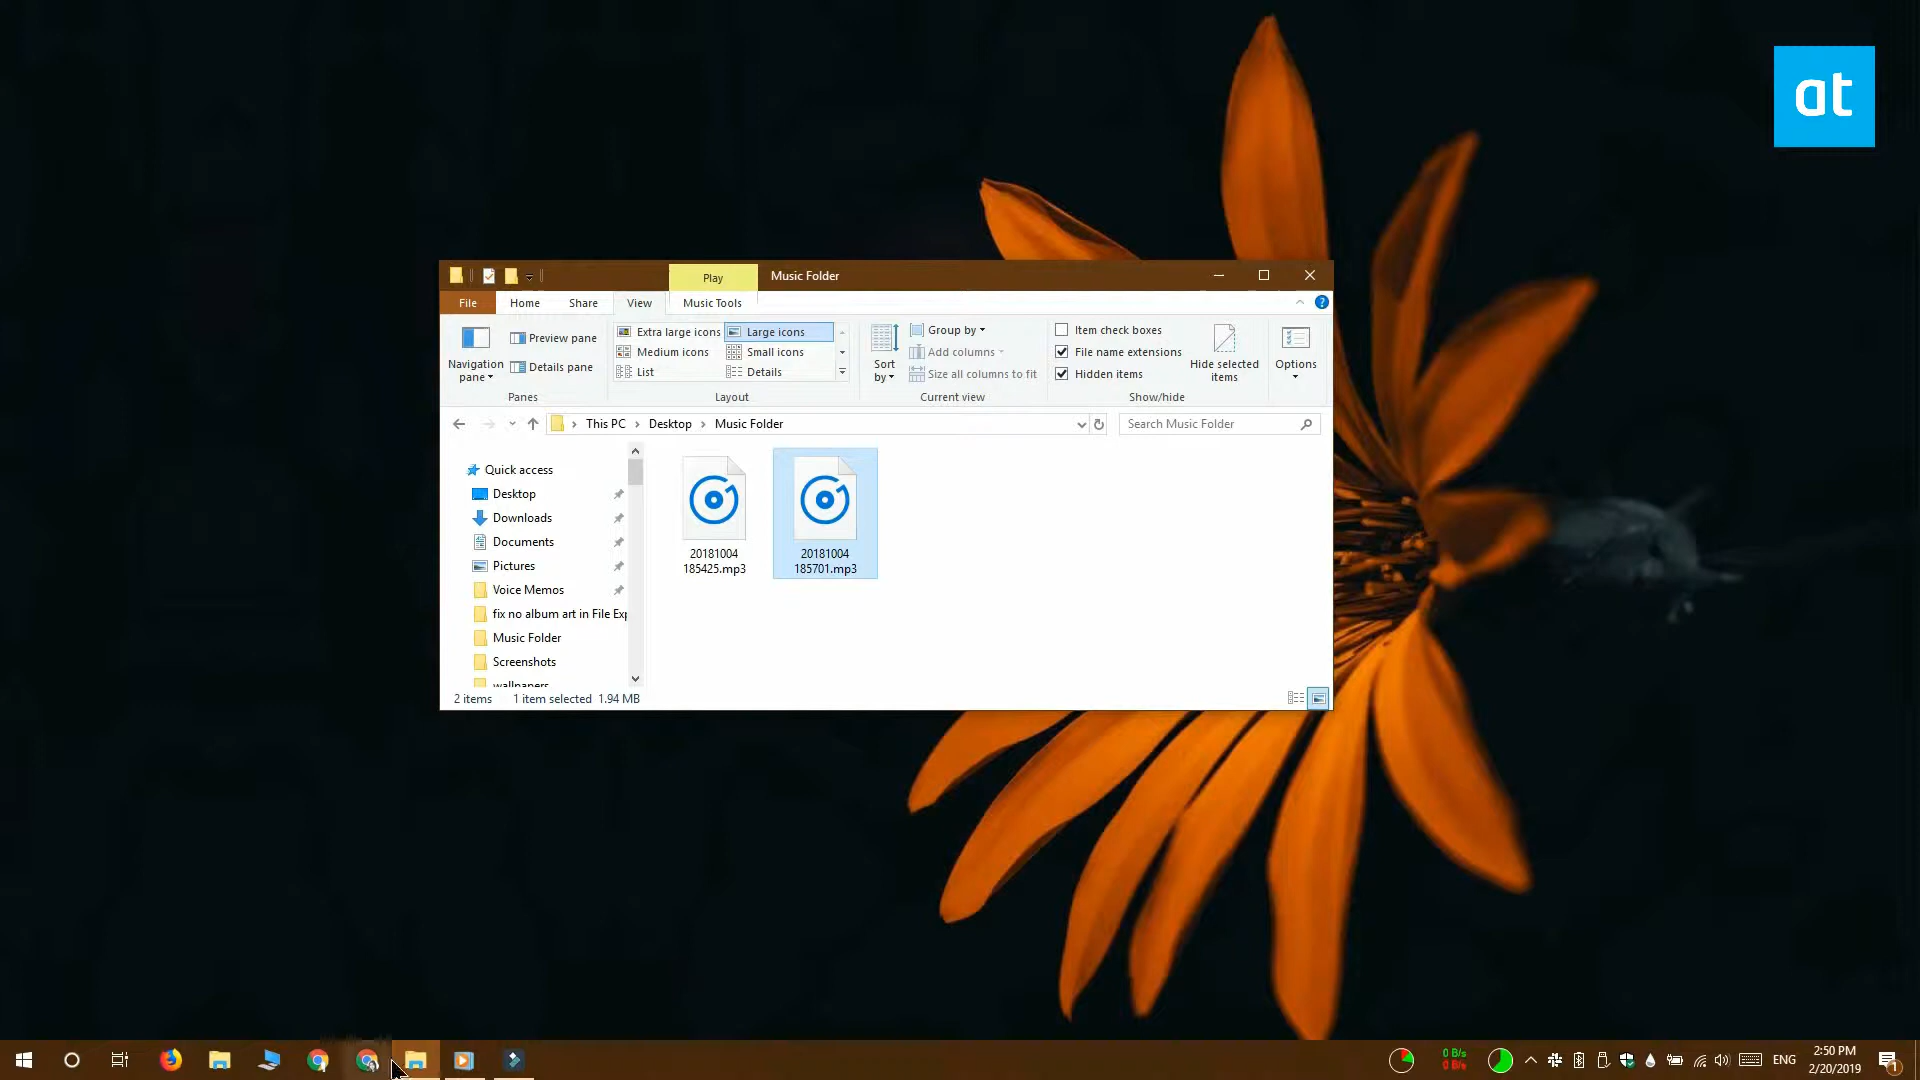 at
Play
Music Folder
File
Home
Share
View
Music Tools
Navigation
pane
Preview pane
Details pane
Extra large icons
Large icons
Medium icons
Small icons
List
Details
Sort
by
Group by
Add columns
Size all columns to fit
Item check boxes
File name extensions
Hidden items
Hide selected
items
Options
Panes
Layout
Current view
Show/hide
This PC
Desktop
Music Folder
Search Music Folder
Quick access
Desktop
Downloads
Documents
Pictures
Voice Memos
fix no album art in File Exp
Music Folder
Screenshots
wallpapers
20181004
185425.mp3
20181004
185701.mp3
2 items
1 item selected 1.94 MB
0 B/s
0 B/s
ENG
2:50 PM
2/20/2019
1